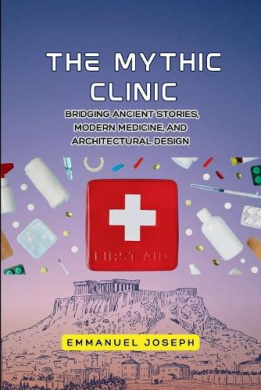 THE MYTHIC
CLINIC
BRIDGING ANCIENT STORIES,
MODERN MEDICINE, AND
ARCHITECTURAL DESIGN
FIRST AID
EMMANUEL JOSEPH